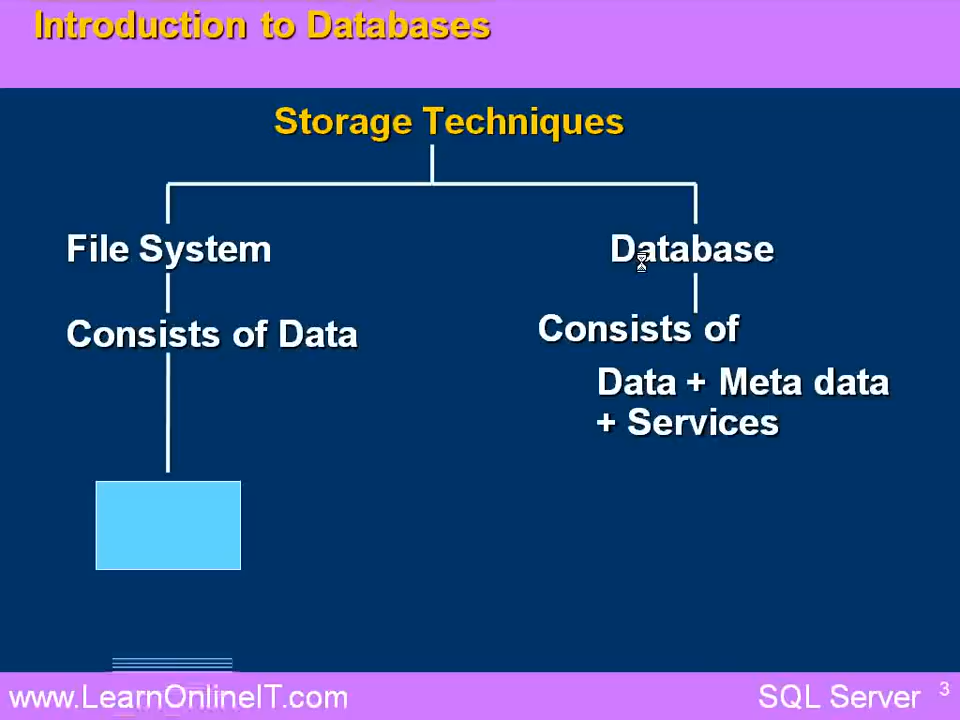 Introduction to Databases
Storage Techniques
File System
Database
Consists of Data
Consists of
Data + Meta data
+ Services
www.LearnOnlineIT.com
SQL Server
3